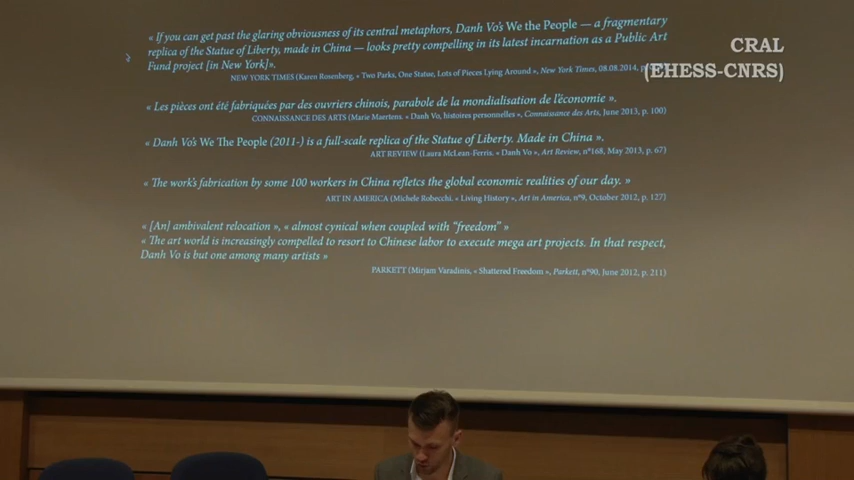 « If you can get past the glaring obviousness of its central metaphors, Danh Vo's We the People — a fragmentary
replica of the Statue of Liberty, made in China — looks pretty compelling in its latest incarnation as a Public Art
Fund project [in New York]».
NEW YORK TIMES (Karen Rosenberg, « Two Parks, One Statue, Lots of Pieces Lying Around », New York Times, 08.08.2014, p
CRAL
(EHESS-CNRS)
« Les pièces ont été fabriquées par des ouvriers chinois, parabole de la mondialisation de l'économie ».
CONNAISSANCE DES ARTS (Marie Maertens. « Danh Vo, histoires personnelles », Connaissance des Arts, June 2013, p. 100)
« Danh Vo's We The People (2011-) is a full-scale replica of the Statue of Liberty. Made in China ».
ART REVIEW (Laura McLean-Ferris. « Danh Vo », Art Review, n°168, May 2013, p. 67)
« The work's fabrication by some 100 workers in China refletcs the global economic realities of our day. »
ART IN AMERICA (Michele Robecchi. « Living History », Art in America, n°9, October 2012, p. 127)
« [An] ambivalent relocation », « almost cynical when coupled with “freedom” »
« The art world is increasingly compelled to resort to Chinese labor to execute mega art projects. In that respect,
Danh Vo is but one among many artists »
PARKETT (Mirjam Varadinis, « Shattered Freedom », Parkett, n°90, June 2012, p. 211)